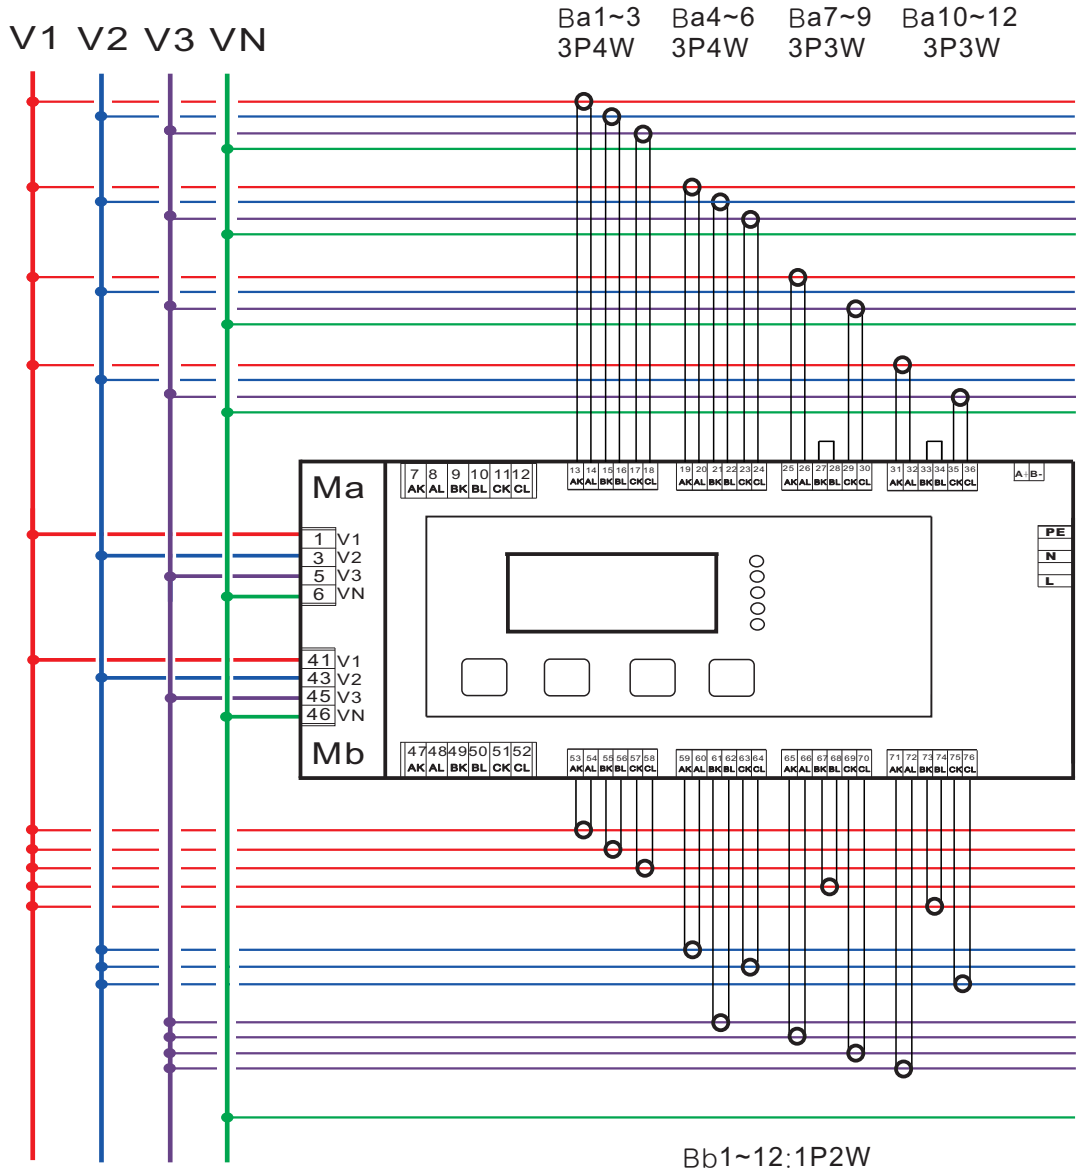 V1 V2 V3 VN
Ba1~3 Ba4~6 Ba7~9 Ba10~12
3P4W 3P4W 3P3W 3P3W
Ma
7 8 9 10 11 12
AK AL BK BL CK CL
13 14 15 16 17 18
AK AL BK BL CK CL
19 20 21 22 23 24
AK AL BK BL CK CL
25 26 27 28 29 30
AK AL BK BL CK CL
31 32 33 34 35 36
AK AL BK BL CK CL
A+ B-
1 V1
3 V2
5 V3
6 VN
PE
N
L
41 V1
43 V2
45 V3
46 VN
Mb
47 48 49 50 51 52
AK AL BK BL CK CL
53 54 55 56 57 58
AK AL BK BL CK CL
59 60 61 62 63 64
AK AL BK BL CK CL
65 66 67 68 69 70
AK AL BK BL CK CL
71 72 73 74 75 76
AK AL BK BL CK CL
Bb1~12:1P2W